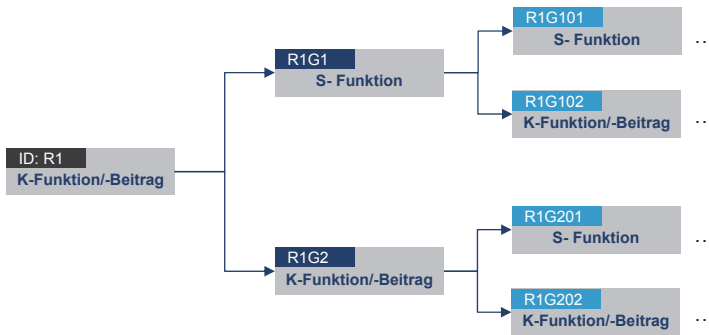 ID: R1
K-Funktion/-Beitrag
R1G1
S- Funktion
R1G2
K-Funktion/-Beitrag
R1G101
S- Funktion
..
R1G102
K-Funktion/-Beitrag
..
R1G201
S- Funktion
..
R1G202
K-Funktion/-Beitrag
..